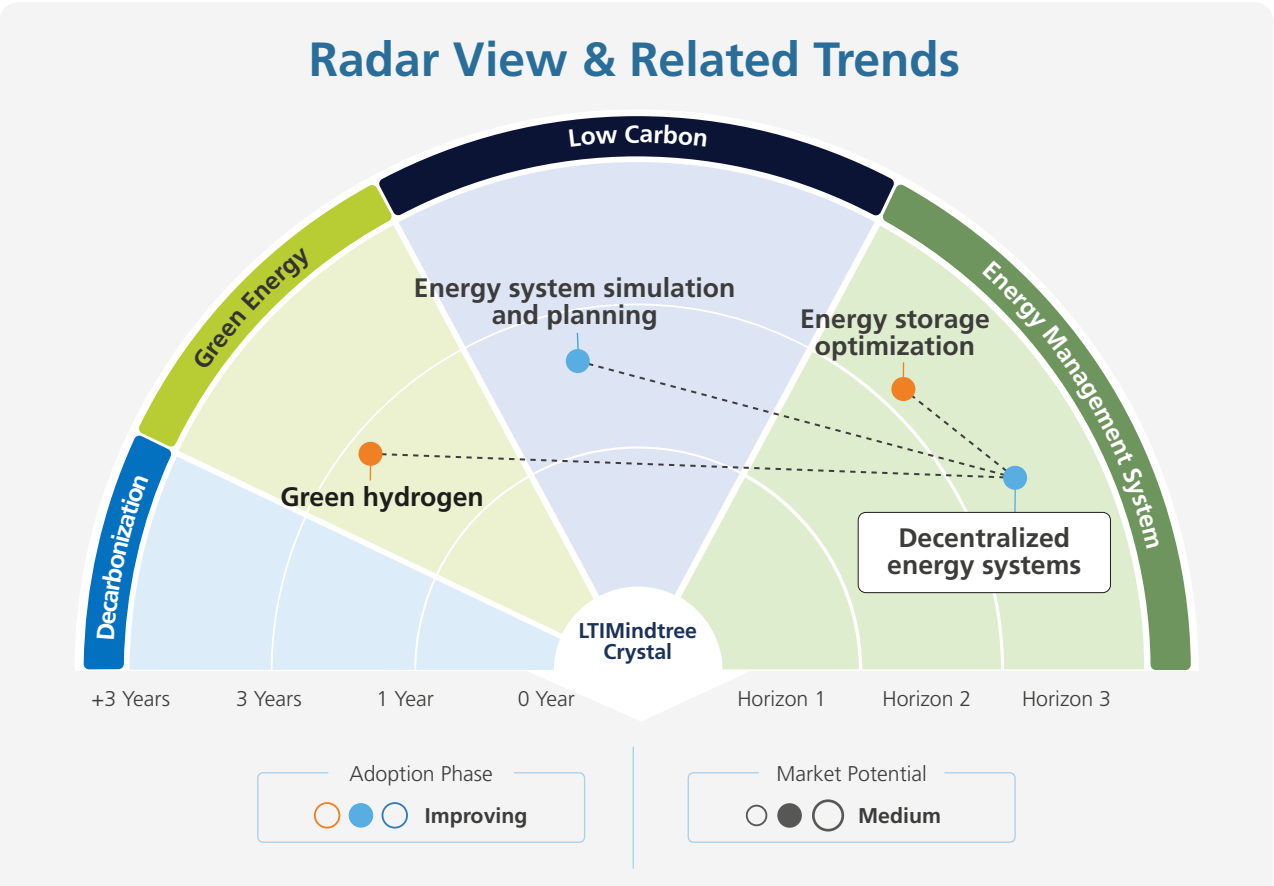 Radar View & Related Trends
Low Carbon
Green Energy
Energy Management System
Decarbonization
Energy system simulation
and planning
Energy storage
optimization
Green hydrogen
Decentralized
energy systems
LTIMindtree
Crystal
+3 Years
3 Years
1 Year
0 Year
Horizon 1
Horizon 2
Horizon 3
Adoption Phase
Improving
Market Potential
Medium